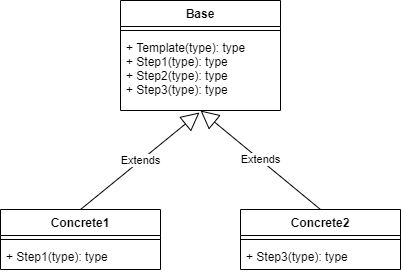 Base
+ Template(type): type
+ Step1(type): type
+ Step2(type): type
+ Step3(type): type
Extends
Extends
Concrete1
+ Step1(type): type
Concrete2
+ Step3(type): type